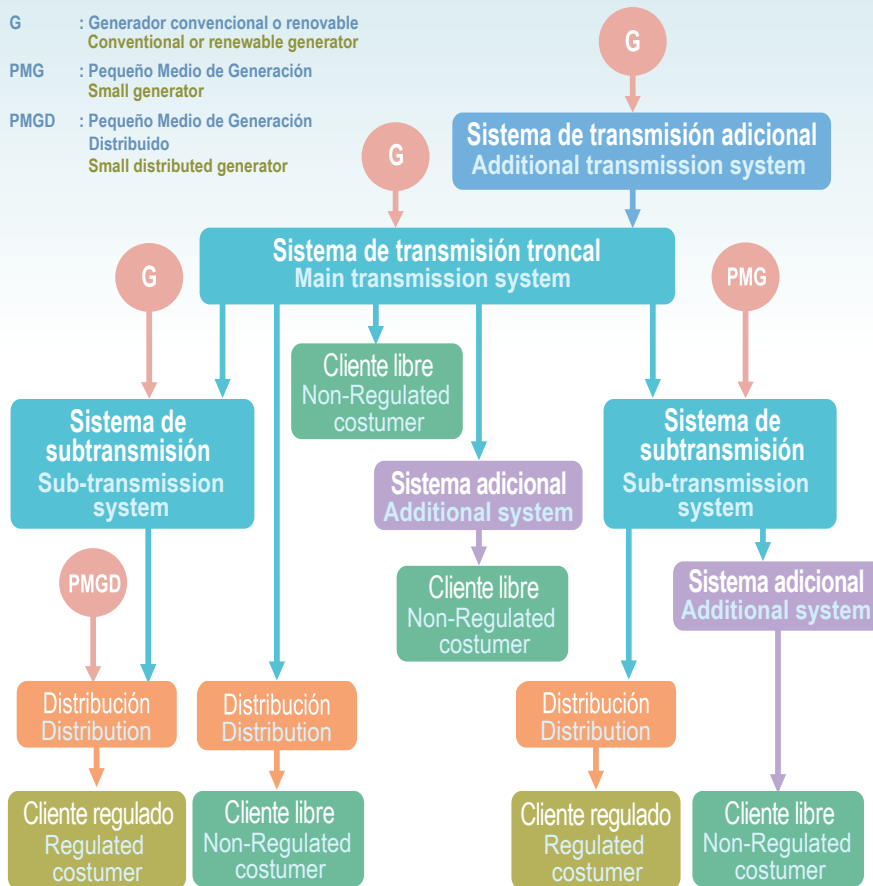 G : Generador convencional o renovable
Conventional or renewable generator
PMG : Pequeño Medio de Generación
Small generator
PMGD : Pequeño Medio de Generación
Distribuido
Small distributed generator
G
Sistema de transmisión adicional
Additional transmission system
G
Sistema de transmisión troncal
Main transmission system
G
PMG
Cliente libre
Non-Regulated
costumer
Sistema de
subtransmisión
Sub-transmission
system
Sistema adicional
Additional system
Sistema de
subtransmisión
Sub-transmission
system
PMGD
Cliente libre
Non-Regulated
costumer
Sistema adicional
Additional system
Distribución
Distribution
Distribución
Distribution
Distribución
Distribution
Cliente regulado
Regulated
costumer
Cliente libre
Non-Regulated
costumer
Cliente regulado
Regulated
costumer
Cliente libre
Non-Regulated
costumer